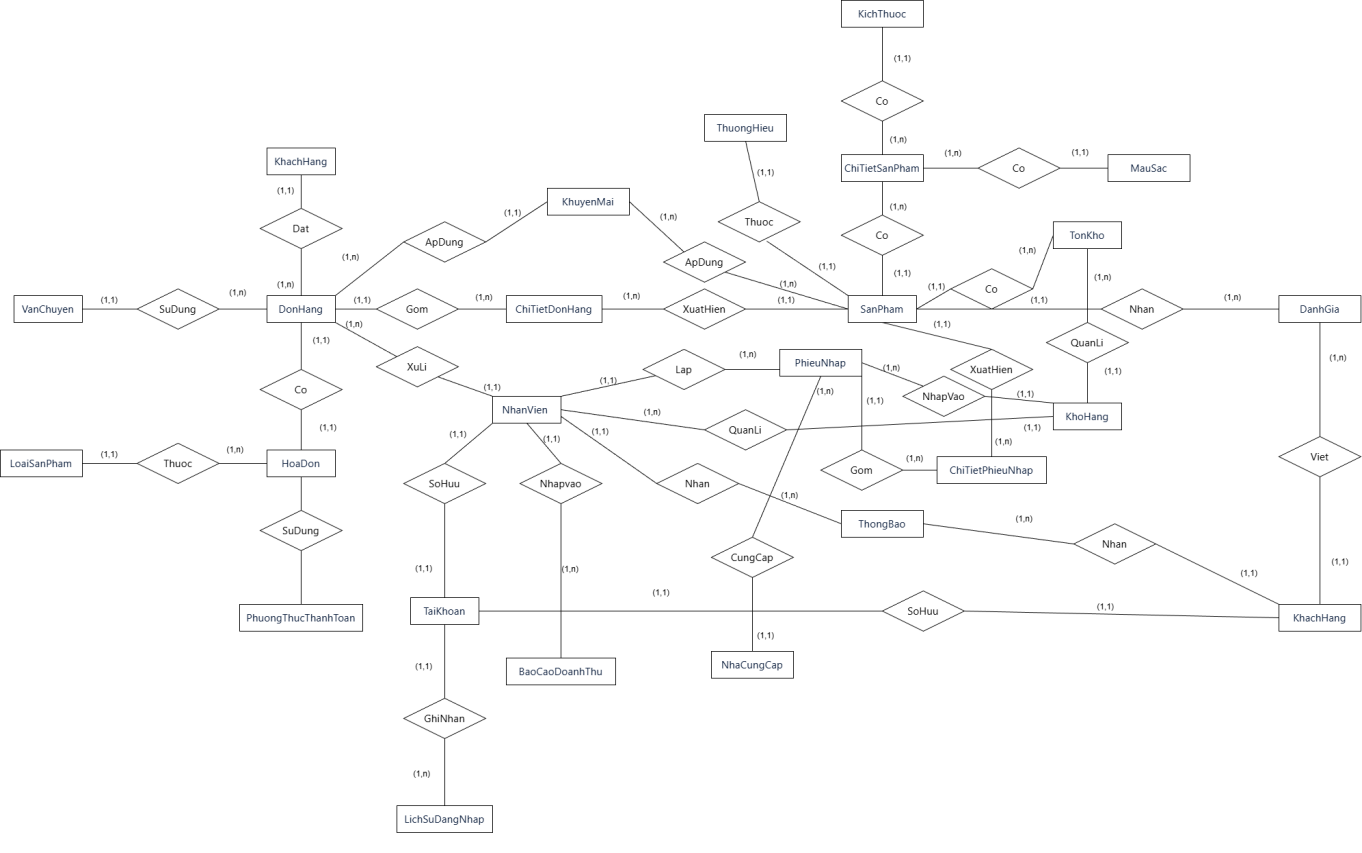 KichThuoc
(1,1)
Co
ThuongHieu
(1,n)
KhachHang
(1,1)
ChiTietSanPham
(1,n)
Co
(1,1)
MauSac
(1,1)
KhuyenMai
(1,n)
Dat
(1,1)
(1,n)
Thuoc
ApDung
Co
TonKho
(1,n)
(1,n)
ApDung
(1,1)
(1,1)
(1,n)
(1,n)
(1,n)
(1,1)
Co
VanChuyen
(1,1)
SuDung
(1,n)
DonHang
(1,1)
Gom
(1,n)
ChiTietDonHang
(1,n)
XuatHien
(1,1)
SanPham
(1,1)
Nhan
(1,n)
DanhGia
(1,n)
(1,1)
(1,1)
QuanLi
XuLi
Lap
(1,n)
PhieuNhap
(1,n)
XuatHien
(1,n)
Co
(1,1)
(1,1)
(1,n)
NhapVao
(1,1)
(1,1)
NhanVien
(1,n)
(1,1)
KhoHang
(1,1)
(1,1)
(1,1)
(1,1)
QuanLi
(1,1)
(1,n)
LoaiSanPham
(1,1)
Thuoc
(1,n)
HoaDon
Gom
(1,n)
ChiTietPhieuNhap
Viet
SoHuu
Nhapvao
Nhan
(1,n)
SuDung
ThongBao
(1,n)
Nhan
CungCap
(1,1)
(1,n)
(1,1)
(1,1)
PhuongThucThanhToan
TaiKhoan
(1,1)
SoHuu
(1,1)
KhachHang
(1,1)
(1,1)
BaoCaoDoanhThu
NhaCungCap
GhiNhan
(1,n)
LichSuDangNhap